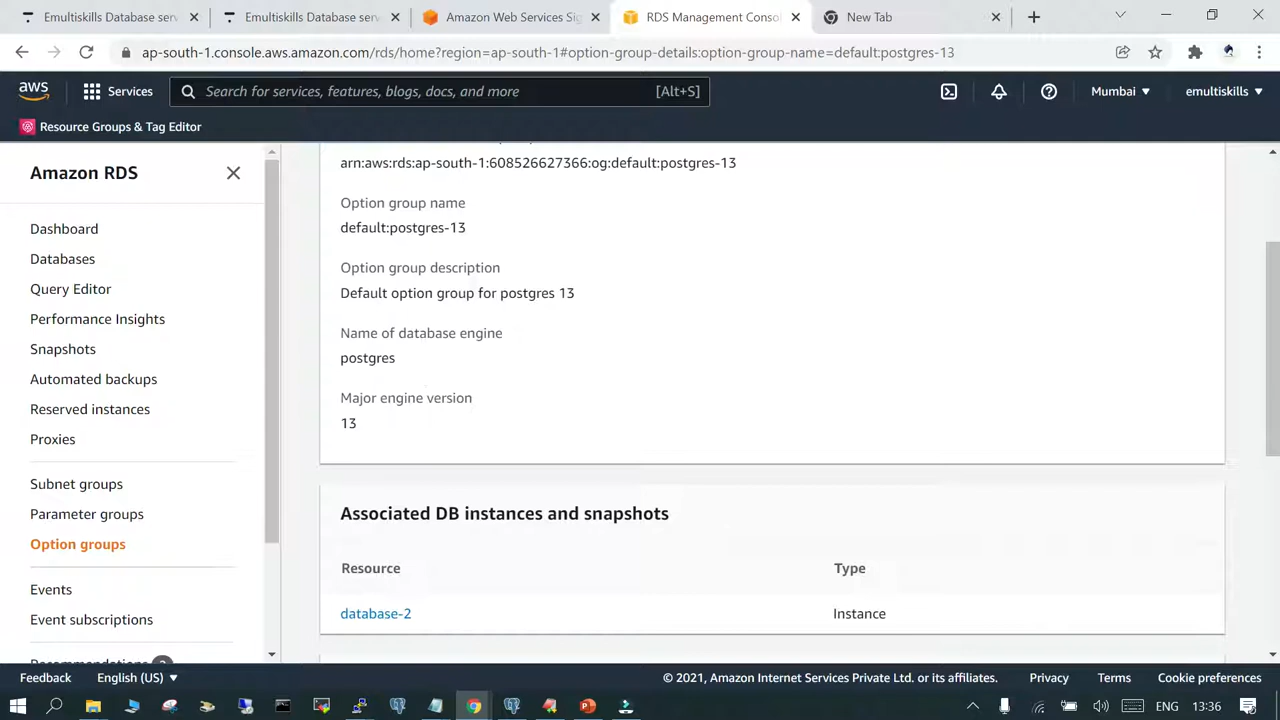 Emultiskills Database serv
Emultiskills Database serv
Amazon Web Services Sig
RDS Management Conso
New Tab
ap-south-1.console.aws.amazon.com/rds/home?region=ap-south-1#option-group-details:option-group-name=default:postgres-13
aws
Services
Search for services, features, blogs, docs, and more
[Alt+S]
Mumbai
emultiskills
Resource Groups & Tag Editor
Amazon RDS
Dashboard
Databases
Query Editor
Performance Insights
Snapshots
Automated backups
Reserved instances
Proxies
Subnet groups
Parameter groups
Option groups
Events
Event subscriptions
Recommendations
arn:aws:rds:ap-south-1:608526627366:og:default:postgres-13
Option group name
default:postgres-13
Option group description
Default option group for postgres 13
Name of database engine
postgres
Major engine version
13
Associated DB instances and snapshots
Resource
Type
database-2
Instance
Feedback
English (US)
© 2021, Amazon Internet Services Private Ltd. or its affiliates.
Privacy
Terms
Cookie preferences
13:36